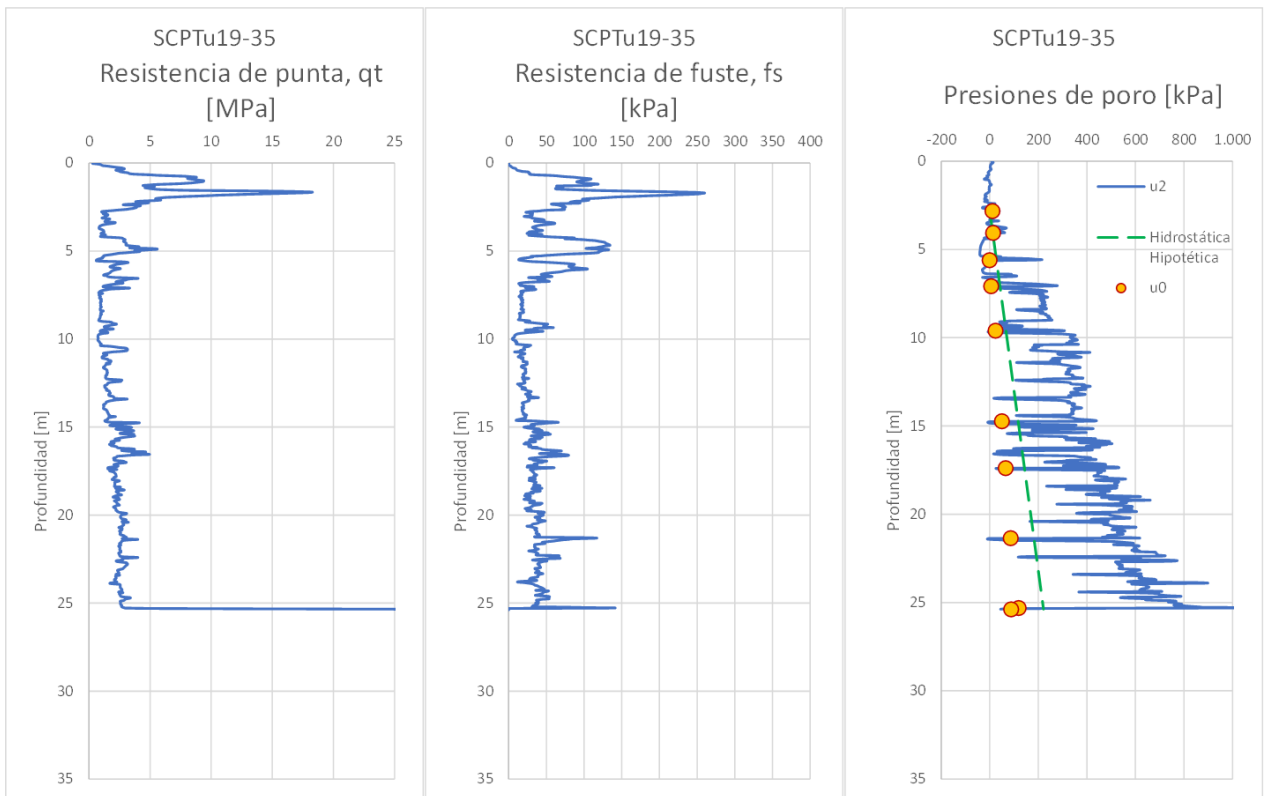 SCPTu19-35
Resistencia de punta, qt
[MPa]
0 5 10 15 20 25
0
5
10
15
20
25
30
35
Profundidad [m]
SCPTu19-35
Resistencia de fuste, fs
[kPa]
0 50 100 150 200 250 300 350 400
0
5
10
15
20
25
30
35
Profundidad [m]
SCPTu19-35
Presiones de poro [kPa]
-200 0 200 400 600 800 1.000
0
5
10
15
20
25
30
35
Profundidad [m]
u2
Hidrostática
Hipotética
u0